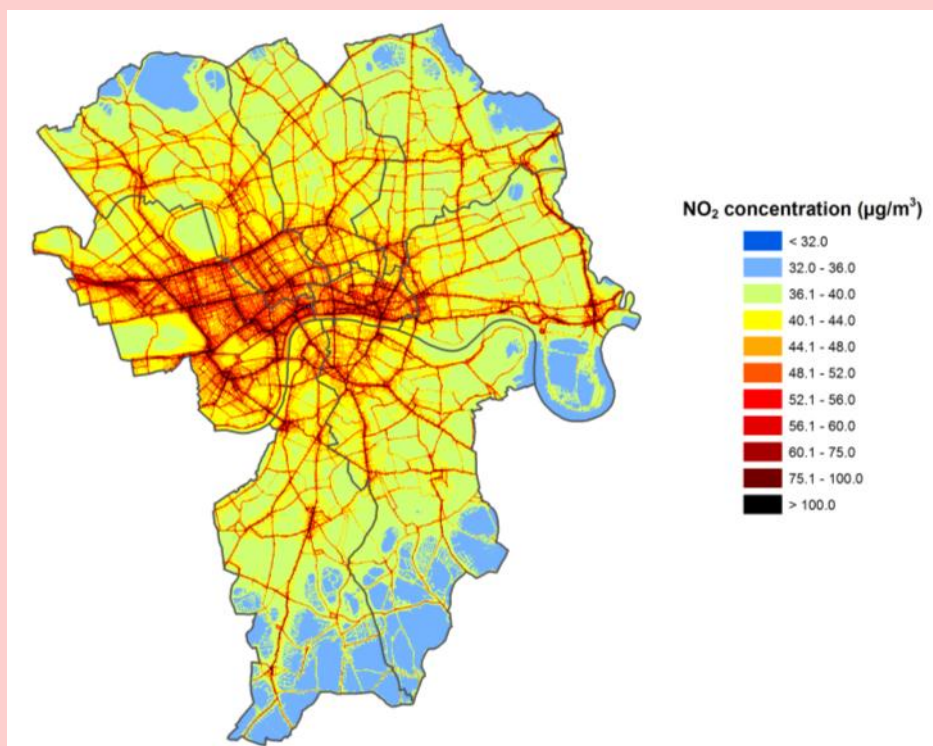 NO₂ concentration (µg/m³)
< 32.0
32.0 - 36.0
36.1 - 40.0
40.1 - 44.0
44.1 - 48.0
48.1 - 52.0
52.1 - 56.0
56.1 - 60.0
60.1 - 75.0
75.1 - 100.0
> 100.0